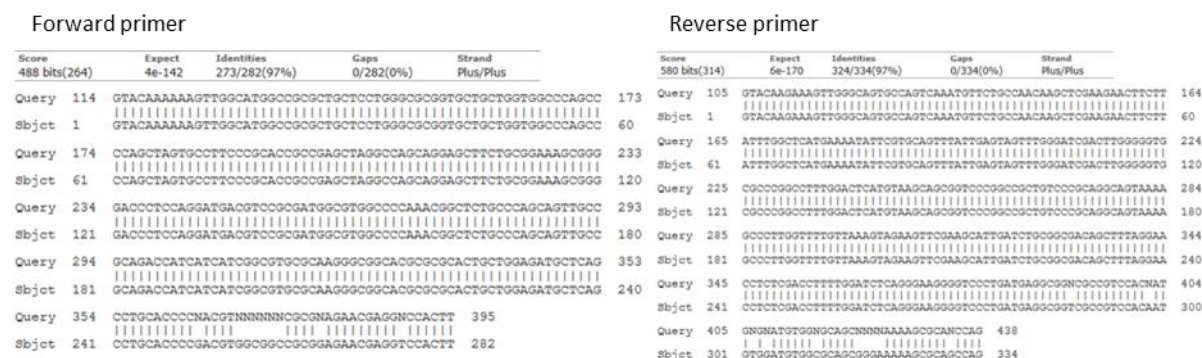 Forward primer
Score Expect Identities Gaps Strand
488 bits(264) 4e-142 273/282(97%) 0/282(0%) Plus/Plus
Query 114 GTACAAAAAAGTTGGCATGGCCGCGCTGCTCCTGGGCGCGGTGCTGCTGGTGGCCCAGCC 173
Sbjct 1 GTACAAAAAAGTTGGCATGGCCGCGCTGCTCCTGGGCGCGGTGCTGCTGGTGGCCCAGCC 60
Query 174 CCAGCTAGTGCCTTCCCGCACCGCCGAGCTAGGCCAGCAGGAGCTTCTGCGGAAAGCGGG 233
Sbjct 61 CCAGCTAGTGCCTTCCCGCACCGCCGAGCTAGGCCAGCAGGAGCTTCTGCGGAAAGCGGG 120
Query 234 GACCCTCCAGGATGACGTCCGCGATGGCGTGGCCCCAAACGGCTCTGCCCAGCAGTTGCC 293
Sbjct 121 GACCCTCCAGGATGACGTCCGCGATGGCGTGGCCCCAAACGGCTCTGCCCAGCAGTTGCC 180
Query 294 GCAGACCATCATCATCGGCGTGCGCAAGGGCGGCACGCGCGCACTGCTGGAGATGCTCAG 353
Sbjct 181 GCAGACCATCATCATCGGCGTGCGCAAGGGCGGCACGCGCGCACTGCTGGAGATGCTCAG 240
Query 354 CCTGCACCCCNACGTNNNNNNCGCGNAGAACGAGGNCCACTT 395
Sbjct 241 CCTGCACCCCGACGTGGCGGCCGCGGAGAACGAGGTCCACTT 282
Reverse primer
Score Expect Identities Gaps Strand
580 bits(314) 6e-170 324/334(97%) 0/334(0%) Plus/Plus
Query 105 GTACAAGAAAGTTGGGCAGTGCCAGTCAAATGTTCTGCCAACAAGCTCGAAGAACTTCTT 164
Sbjct 1 GTACAAGAAAGTTGGGCAGTGCCAGTCAAATGTTCTGCCAACAAGCTCGAAGAACTTCTT 60
Query 165 ATTTGGCTCATGAAAATATTCGTGCAGTTTATTGAGTAGTTTGGGATCGACTTGGGGGTG 224
Sbjct 61 ATTTGGCTCATGAAAATATTCGTGCAGTTTATTGAGTAGTTTGGGATCGACTTGGGGGTG 120
Query 225 CGCCCGGCCTTTGGACTCATGTAAGCAGCGGTCCCGGCCGCTGTCCCGCAGGCAGTAAAA 284
Sbjct 121 CGCCCGGCCTTTGGACTCATGTAAGCAGCGGTCCCGGCCGCTGTCCCGCAGGCAGTAAAA 180
Query 285 GCCCTTGGTTTTGTTAAAGTAGAAGTTCGAAGCATTGATCTGCGGCGACAGCTTTAGGAA 344
Sbjct 181 GCCCTTGGTTTTGTTAAAGTAGAAGTTCGAAGCATTGATCTGCGGCGACAGCTTTAGGAA 240
Query 345 CCTCTCGACCTTTTGGATCTCAGGGAAGGGGTCCCTGATGAGGCGGNCGCCGTCCACNAT 404
Sbjct 241 CCTCTCGACCTTTTGGATCTCAGGGAAGGGGTCCCTGATGAGGCGGTCGCCGTCCACAAT 300
Query 405 GNGNATGTGGNGCAGCNNNNAAAAGCGCANCCAG 438
Sbjct 301 GTGGATGTGGCGCAGCGGGAAAAAGCGCAGCCAG 334